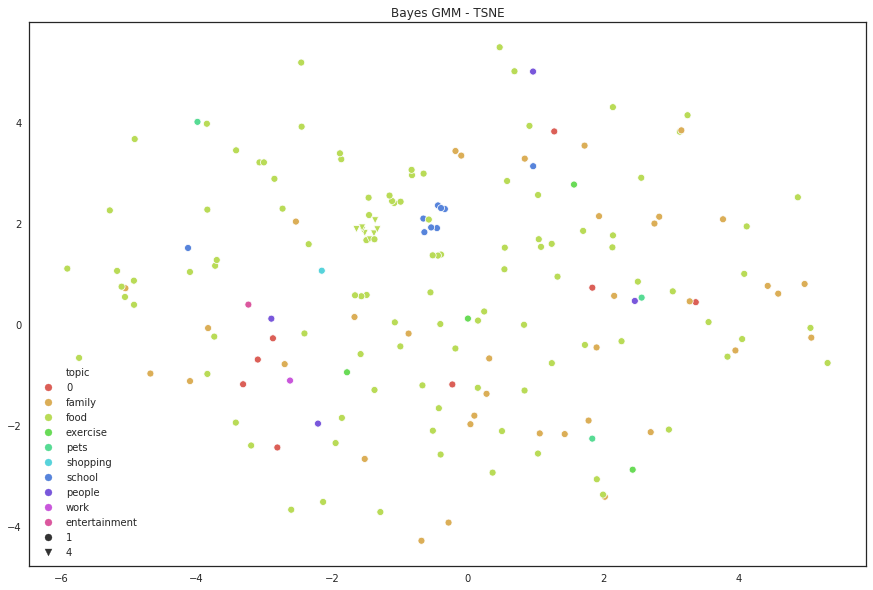 Bayes GMM - TSNE
4
2
0
−2
−4
topic
0
family
food
exercise
pets
shopping
school
people
work
entertainment
1
4
−6 −4 −2 0 2 4